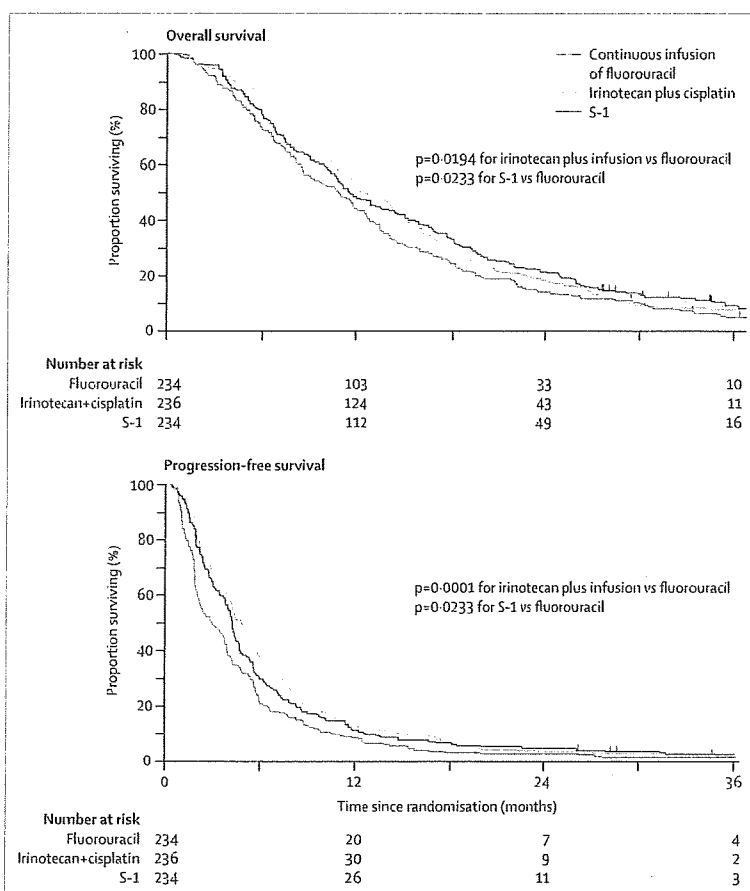 Overall survival
Continuous infusion
of fluorouracil
Irinotecan plus cisplatin
S-1
p=0·0194 for irinotecan plus infusion vs fluorouracil
p=0·0233 for S-1 vs fluorouracil
Proportion surviving (%)
100
80
60
40
20
0
Number at risk
Fluorouracil 234 103 33 10
Irinotecan+cisplatin 236 124 43 11
S-1 234 112 49 16
Progression-free survival
p=0·0001 for irinotecan plus infusion vs fluorouracil
p=0·0233 for S-1 vs fluorouracil
Proportion surviving (%)
100
80
60
40
20
0
0 12 24 36
Time since randomisation (months)
Number at risk
Fluorouracil 234 20 7 4
Irinotecan+cisplatin 236 30 9 2
S-1 234 26 11 3